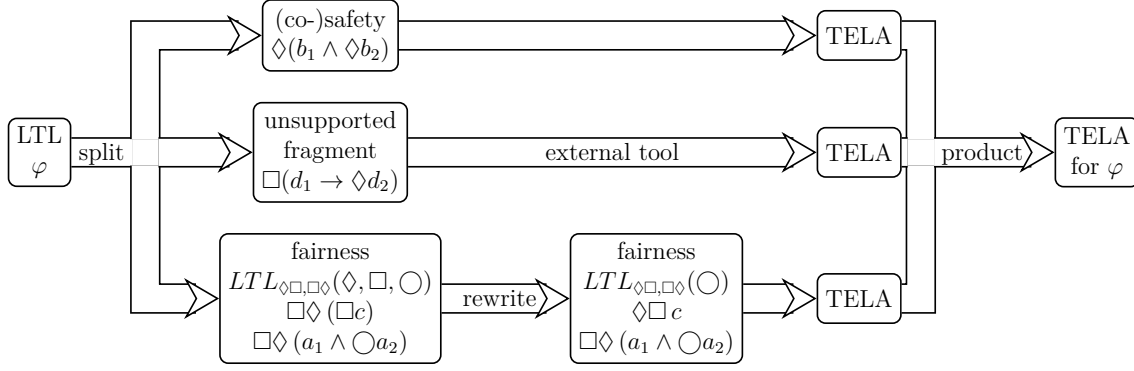 LTL
φ
split
(co-)safety
◊(b₁ ∧ ◊b₂)
TELA
unsupported
fragment
□(d₁ → ◊d₂)
external tool
TELA
fairness
LTL◊□,□◊(◊, □, ○)
□◊ (□c)
□◊ (a₁ ∧ ○a₂)
rewrite
fairness
LTL◊□,□◊(○)
◊□ c
□◊ (a₁ ∧ ○a₂)
TELA
product
TELA
for φ